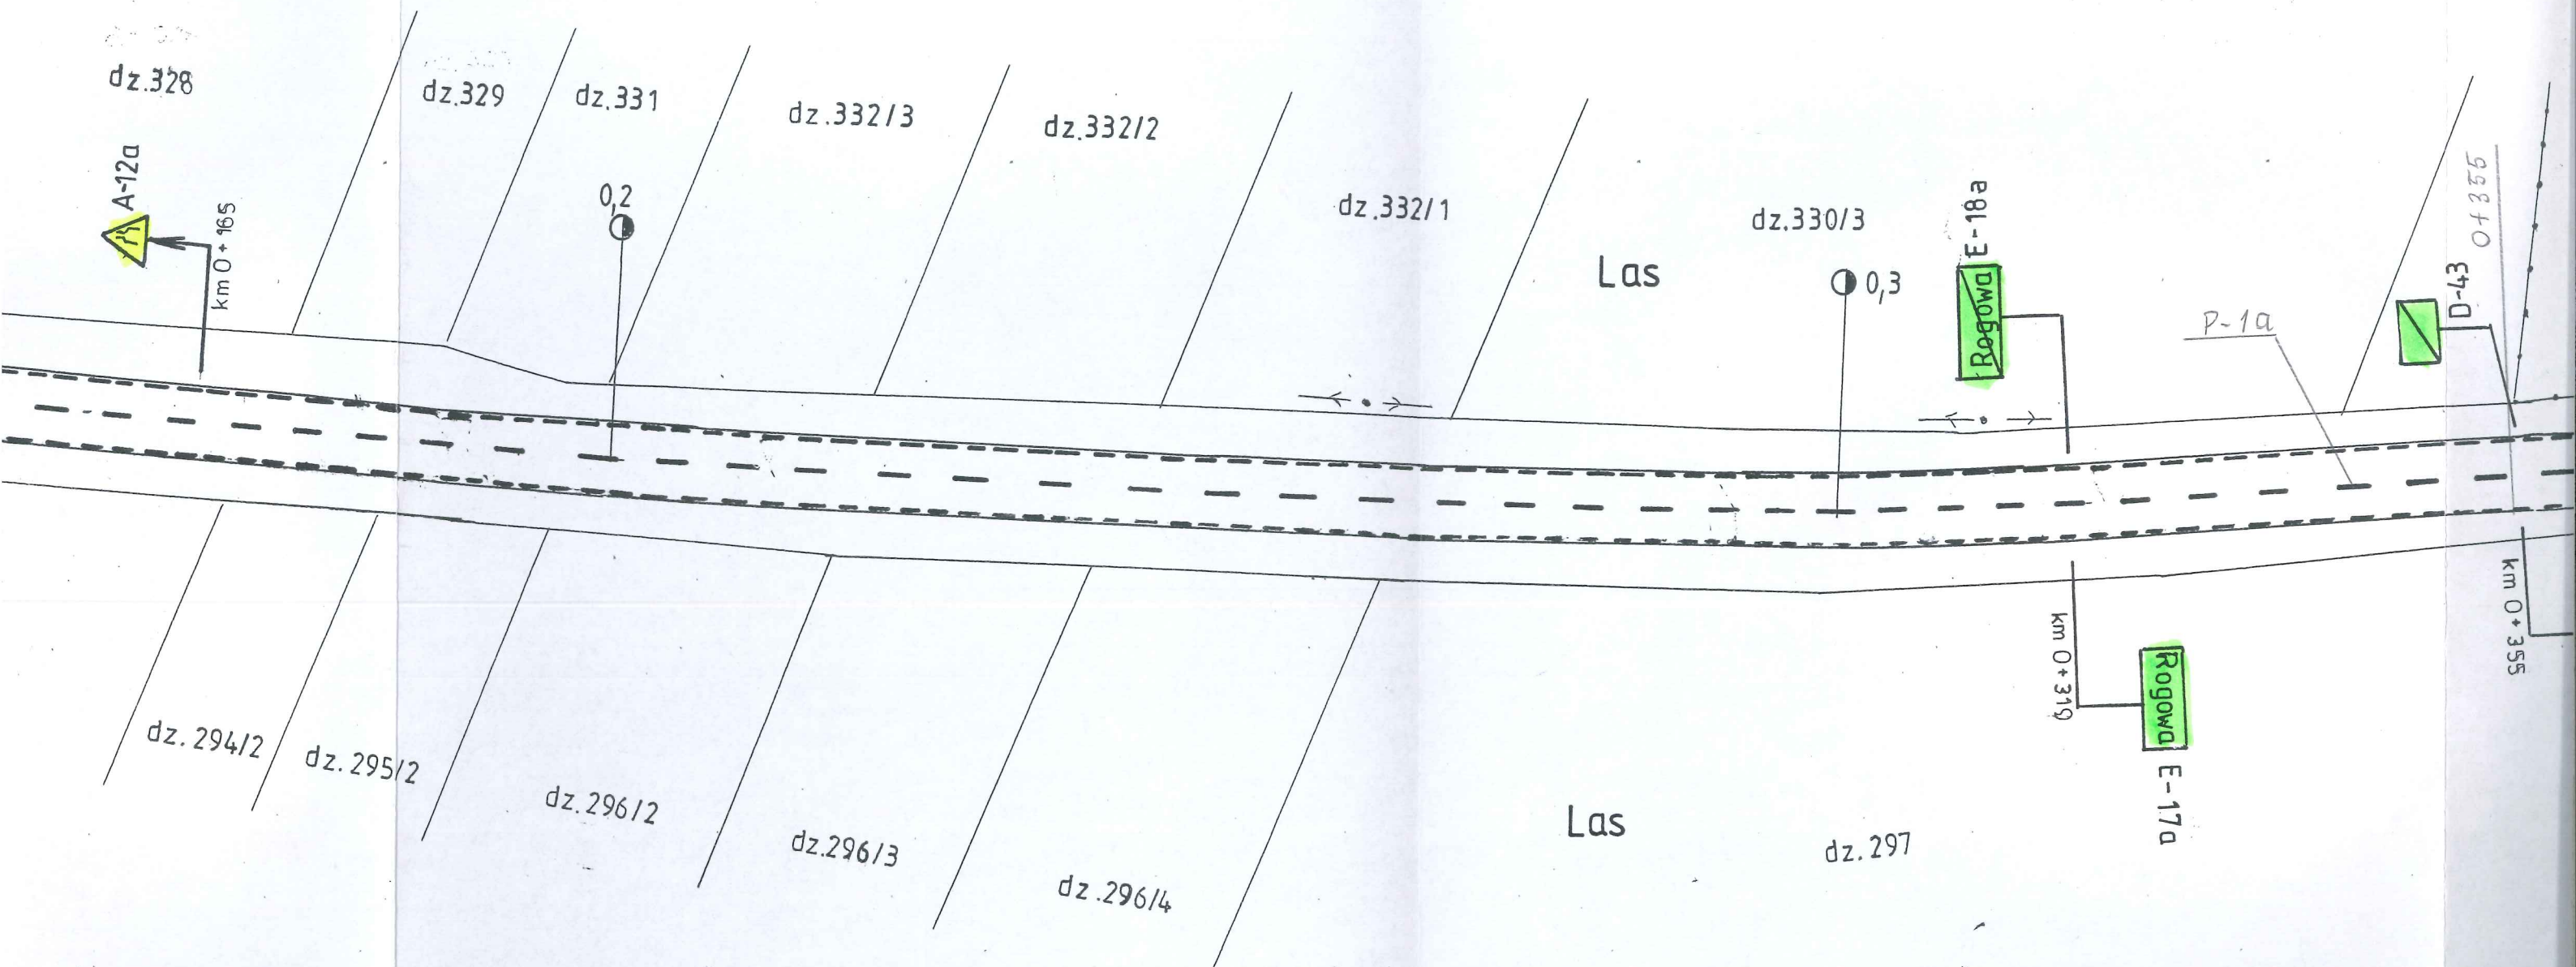 dz.328
dz.329
dz.331
dz.332/3
dz.332/2
dz.332/1
dz.330/3
Las
A-12a
km 0+165
0,2
0,3
E-18a
Rogowa
P-1a
D-43
0+355
dz.294/2
dz.295/2
dz.296/2
dz.296/3
dz.296/4
Las
dz.297
km 0+319
Rogowa
E-17a
km 0+355